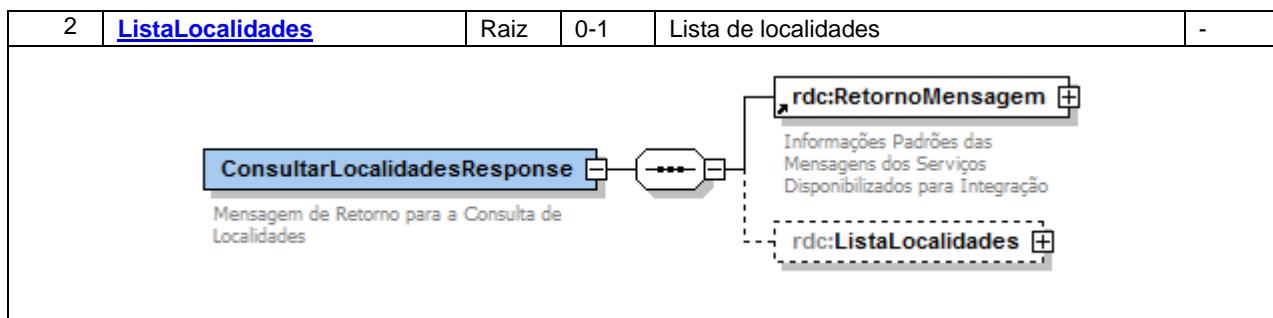 2 ListaLocalidades Raiz 0-1 Lista de localidades -
rdc:RetornoMensagem
Informações Padrões das
Mensagens dos Serviços
Disponibilizados para Integração
ConsultarLocalidadesResponse
Mensagem de Retorno para a Consulta de
Localidades
rdc:ListaLocalidades